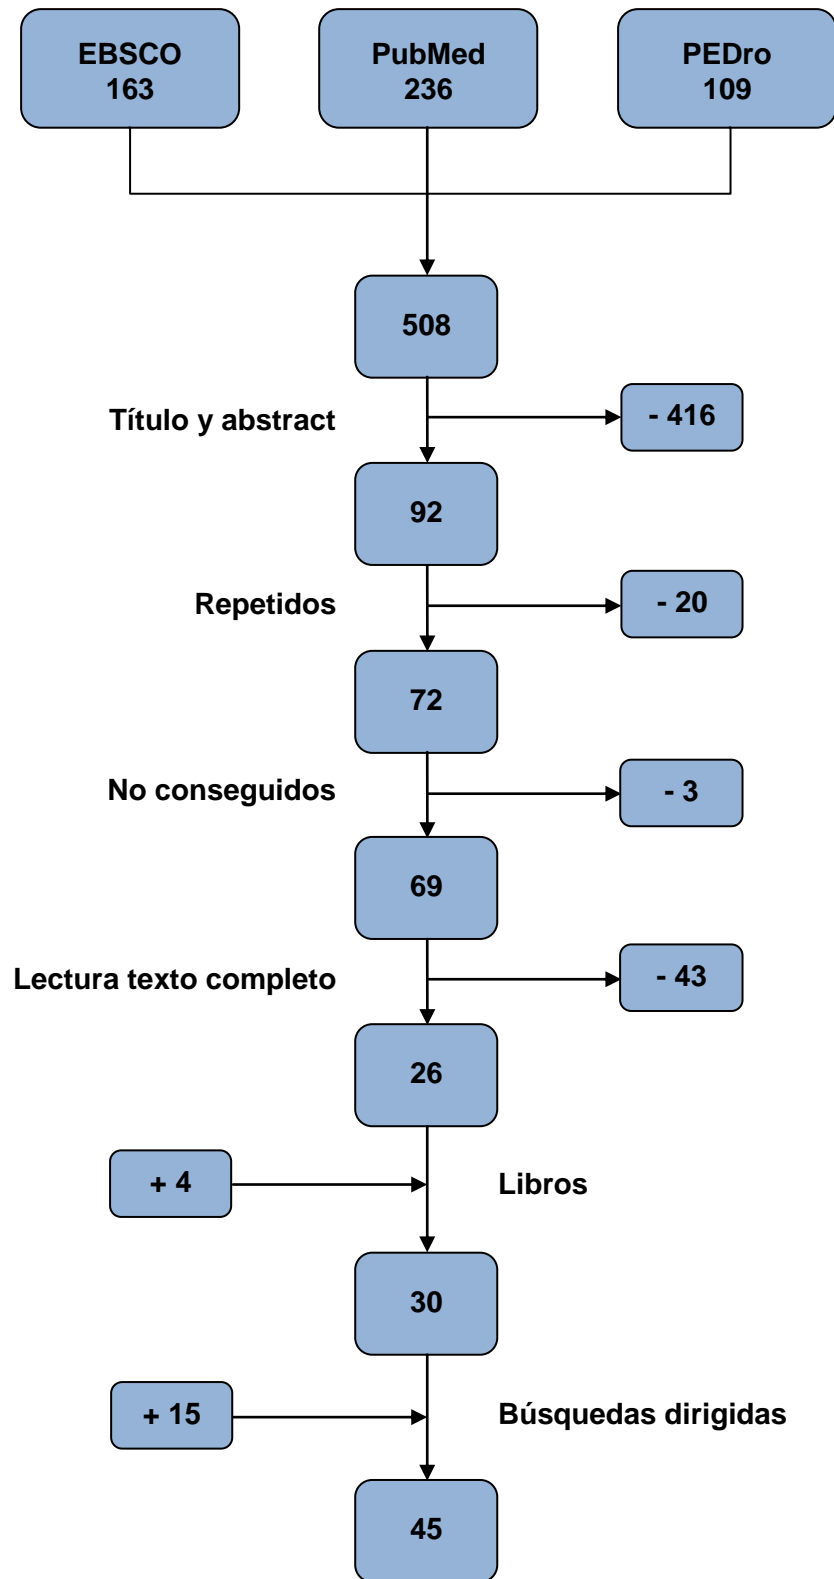 EBSCO
163
PubMed
236
PEDro
109
508
Título y abstract
- 416
92
Repetidos
- 20
72
No conseguidos
- 3
69
Lectura texto completo
- 43
26
+ 4
Libros
30
+ 15
Búsquedas dirigidas
45